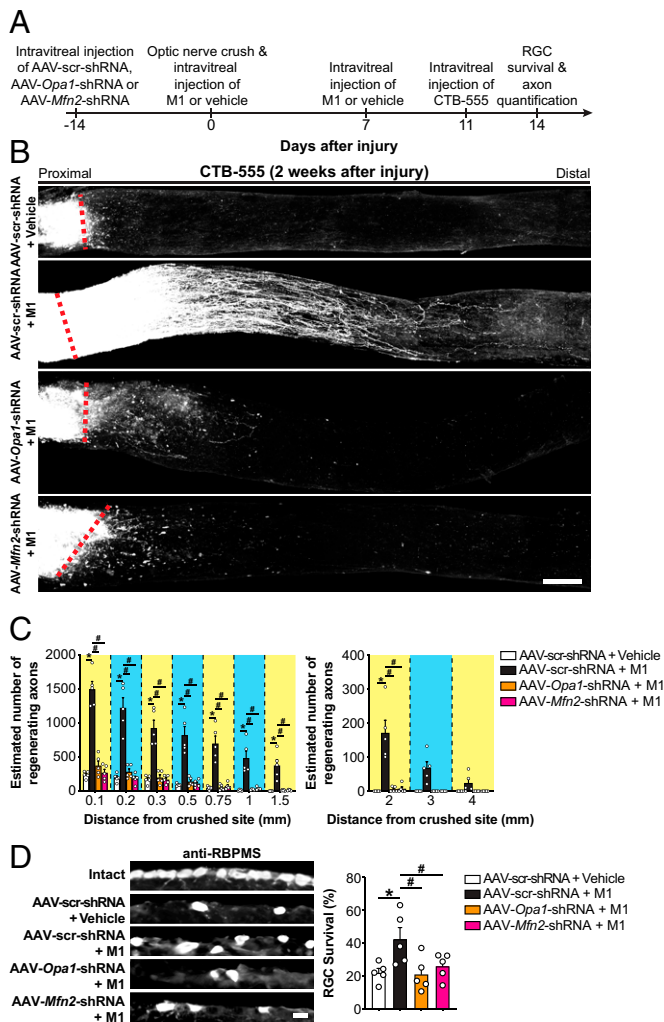 A
Intravitreal injection
of AAV-scr-shRNA,
AAV-Opa1-shRNA or
AAV-Mfn2-shRNA
Optic nerve crush &
intravitreal
injection of
M1 or vehicle
Intravitreal
injection of
M1 or vehicle
Intravitreal
injection of
CTB-555
RGC
survival &
axon
quantification
-14
0
7
11
14
Days after injury
B
Proximal
CTB-555 (2 weeks after injury)
Distal
AAV-scr-shRNA
+ Vehicle
AAV-scr-shRNA
+ M1
AAV-Opa1-shRNA
+ M1
AAV-Mfn2-shRNA
+ M1
C
Estimated number of
regenerating axons
2000
1500
1000
500
0
* # #
* # #
* # #
* # #
* # #
* # #
* # #
0.1 0.2 0.3 0.5 0.75 1 1.5
Distance from crushed site (mm)
Estimated number of
regenerating axons
400
300
200
100
0
* # #
2 3 4
Distance from crushed site (mm)
AAV-scr-shRNA + Vehicle
AAV-scr-shRNA + M1
AAV-Opa1-shRNA + M1
AAV-Mfn2-shRNA + M1
D
anti-RBPMS
Intact
AAV-scr-shRNA
+ Vehicle
AAV-scr-shRNA
+ M1
AAV-Opa1-shRNA
+ M1
AAV-Mfn2-shRNA
+ M1
RGC Survival (%)
80
60
40
20
0
* # #
AAV-scr-shRNA + Vehicle
AAV-scr-shRNA + M1
AAV-Opa1-shRNA + M1
AAV-Mfn2-shRNA + M1